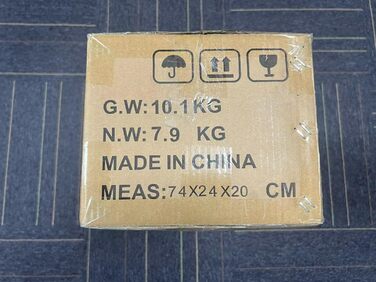 G.W:10.1KG
N.W:7.9 KG
MADE IN CHINA
MEAS:74X24X20 CM